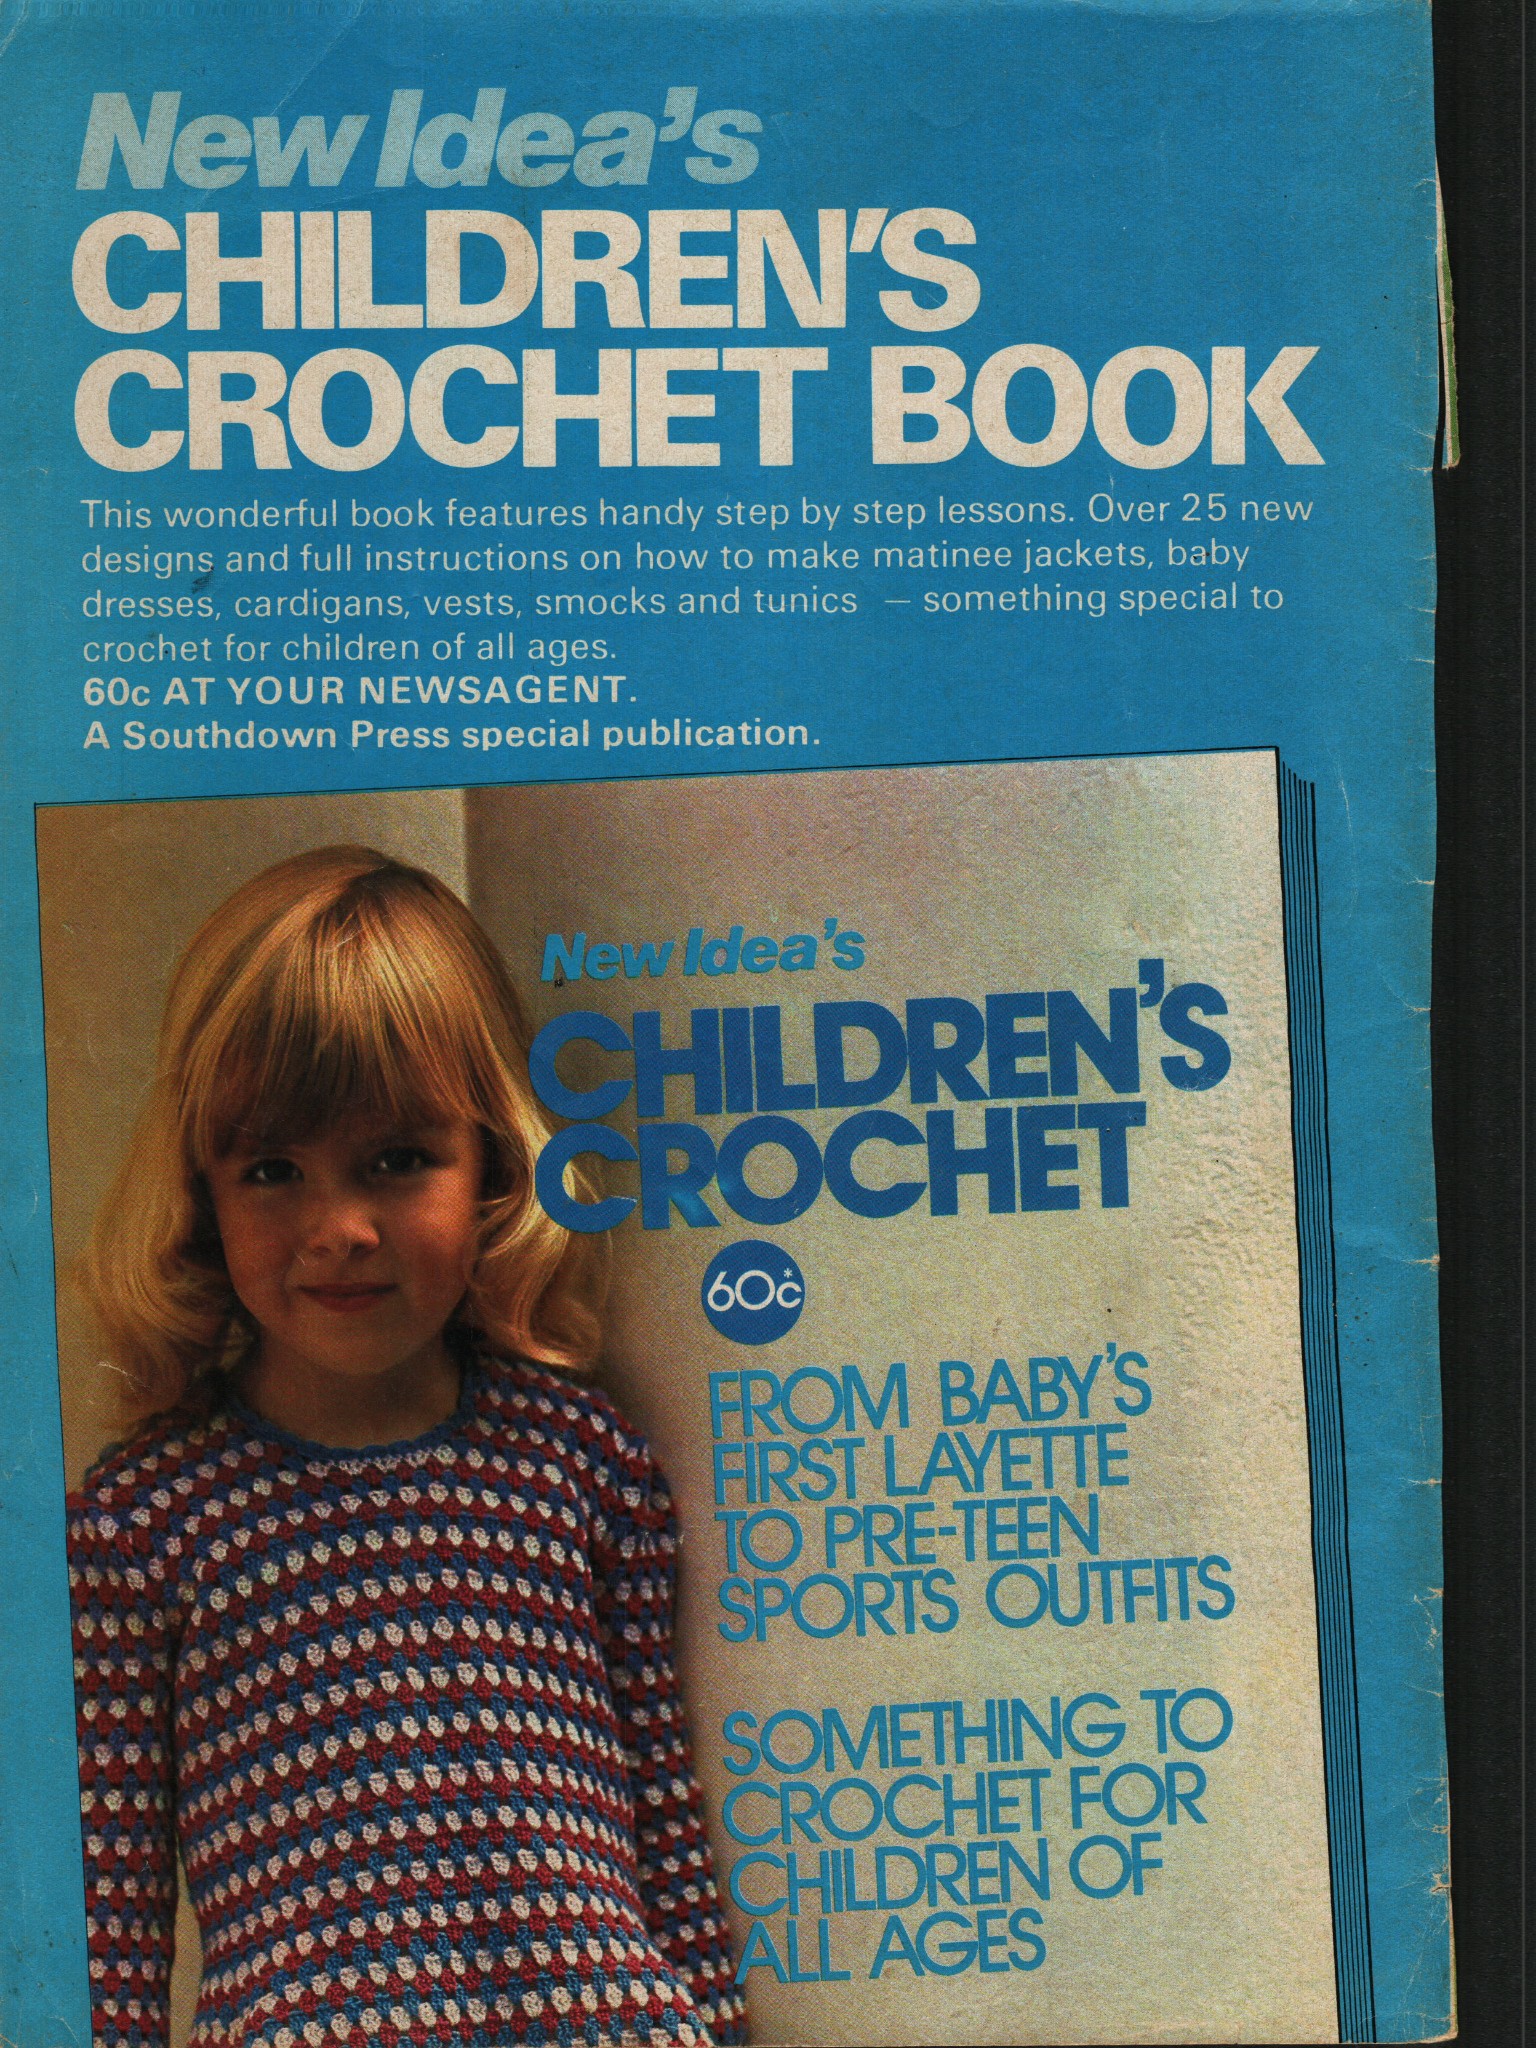 New Idea's
CHILDREN'S
CROCHET BOOK
This wonderful book features handy step by step lessons. Over 25 new
designs and full instructions on how to make matinee jackets, baby
dresses, cardigans, vests, smocks and tunics — something special to
crochet for children of all ages.
60c AT YOUR NEWSAGENT.
A Southdown Press special publication.
New Idea's
CHILDREN'S
CROCHET
60c*
FROM BABY'S
FIRST LAYETTE
TO PRE-TEEN
SPORTS OUTFITS
SOMETHING TO
CROCHET FOR
CHILDREN OF
ALL AGES